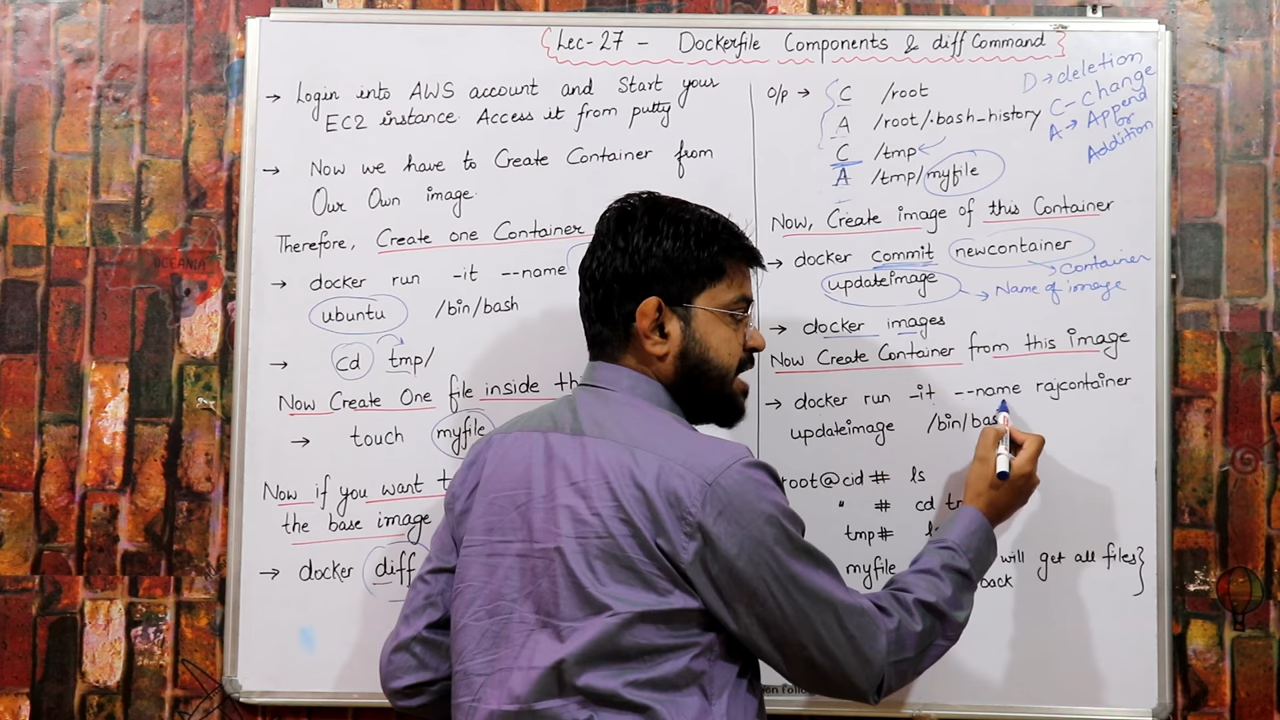 Lec-27 - Dockerfile Components & diff Command
→ Login into AWS account and Start your
EC2 instance. Access it from putty
→ Now we have to Create Container from
Our Own image.
Therefore, Create one Container
→ docker run -it --name
ubuntu /bin/bash
→ cd tmp/
Now Create One file inside
→ touch myfile
Now if you want
the base image
→ docker diff
O/p → C /root
A /root/.bash_history
C /tmp
A /tmp/myfile
D → deletion
C - Change
A → Append
or
Addition
Now, Create image of this Container
→ docker commit newcontainer
→ Container
updateimage → Name of image
→ docker images
Now Create Container from this image
→ docker run -it --name rajcontainer
updateimage /bin/bas
root@cid# ls
" # cd
tmp#
myfile will get all files}
back
OCEANIA